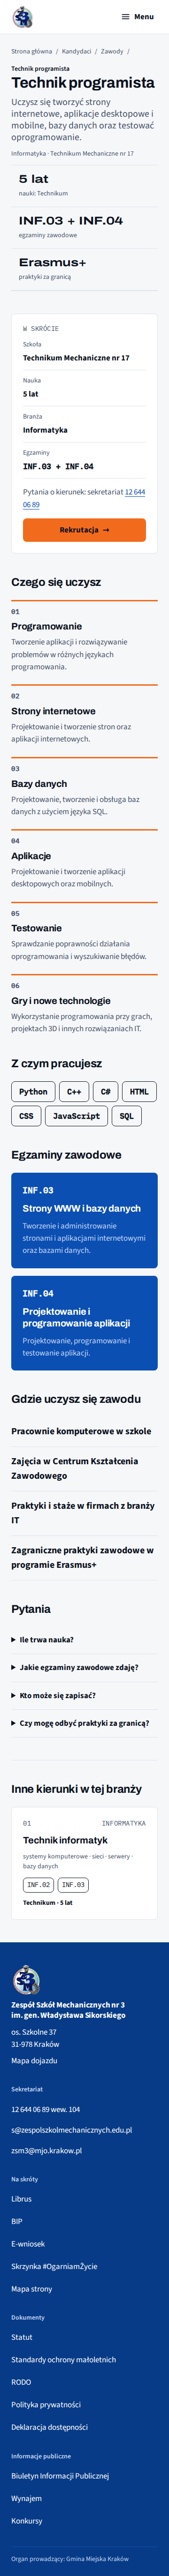 Menu
Strona główna / Kandydaci / Zawody /
Technik programista
Technik programista
Uczysz się tworzyć strony
internetowe, aplikacje desktopowe i
mobilne, bazy danych oraz testować
oprogramowanie.
Informatyka · Technikum Mechaniczne nr 17
5 lat
nauki: Technikum
INF.03 + INF.04
egzaminy zawodowe
Erasmus+
praktyki za granicą
W SKRÓCIE
Szkoła
Technikum Mechaniczne nr 17
Nauka
5 lat
Branża
Informatyka
Egzaminy
INF.03 + INF.04
Pytania o kierunek: sekretariat 12 644
06 89
Rekrutacja →
Czego się uczysz
01
Programowanie
Tworzenie aplikacji i rozwiązywanie
problemów w różnych językach
programowania.
02
Strony internetowe
Projektowanie i tworzenie stron oraz
aplikacji internetowych.
03
Bazy danych
Projektowanie, tworzenie i obsługa baz
danych z użyciem języka SQL.
04
Aplikacje
Projektowanie i tworzenie aplikacji
desktopowych oraz mobilnych.
05
Testowanie
Sprawdzanie poprawności działania
oprogramowania i wyszukiwanie błędów.
06
Gry i nowe technologie
Wykorzystanie programowania przy grach,
projektach 3D i innych rozwiązaniach IT.
Z czym pracujesz
Python C++ C# HTML
CSS JavaScript SQL
Egzaminy zawodowe
INF.03
Strony WWW i bazy danych
Tworzenie i administrowanie
stronami i aplikacjami internetowymi
oraz bazami danych.
INF.04
Projektowanie i
programowanie aplikacji
Projektowanie, programowanie i
testowanie aplikacji.
Gdzie uczysz się zawodu
Pracownie komputerowe w szkole
Zajęcia w Centrum Kształcenia
Zawodowego
Praktyki i staże w firmach z branży
IT
Zagraniczne praktyki zawodowe w
programie Erasmus+
Pytania
Ile trwa nauka?
Jakie egzaminy zawodowe zdaję?
Kto może się zapisać?
Czy mogę odbyć praktyki za granicą?
Inne kierunki w tej branży
01 INFORMATYKA
Technik informatyk
systemy komputerowe · sieci · serwery ·
bazy danych
INF.02 INF.03
Technikum · 5 lat
Zespół Szkół Mechanicznych nr 3
im. gen. Władysława Sikorskiego
os. Szkolne 37
31-978 Kraków
Mapa dojazdu
Sekretariat
12 644 06 89 wew. 104
s@zespolszkolmechanicznych.edu.pl
zsm3@mjo.krakow.pl
Na skróty
Librus
BIP
E-wniosek
Skrzynka #OgarniamŻycie
Mapa strony
Dokumenty
Statut
Standardy ochrony małoletnich
RODO
Polityka prywatności
Deklaracja dostępności
Informacje publiczne
Biuletyn Informacji Publicznej
Wynajem
Konkursy
Organ prowadzący: Gmina Miejska Kraków